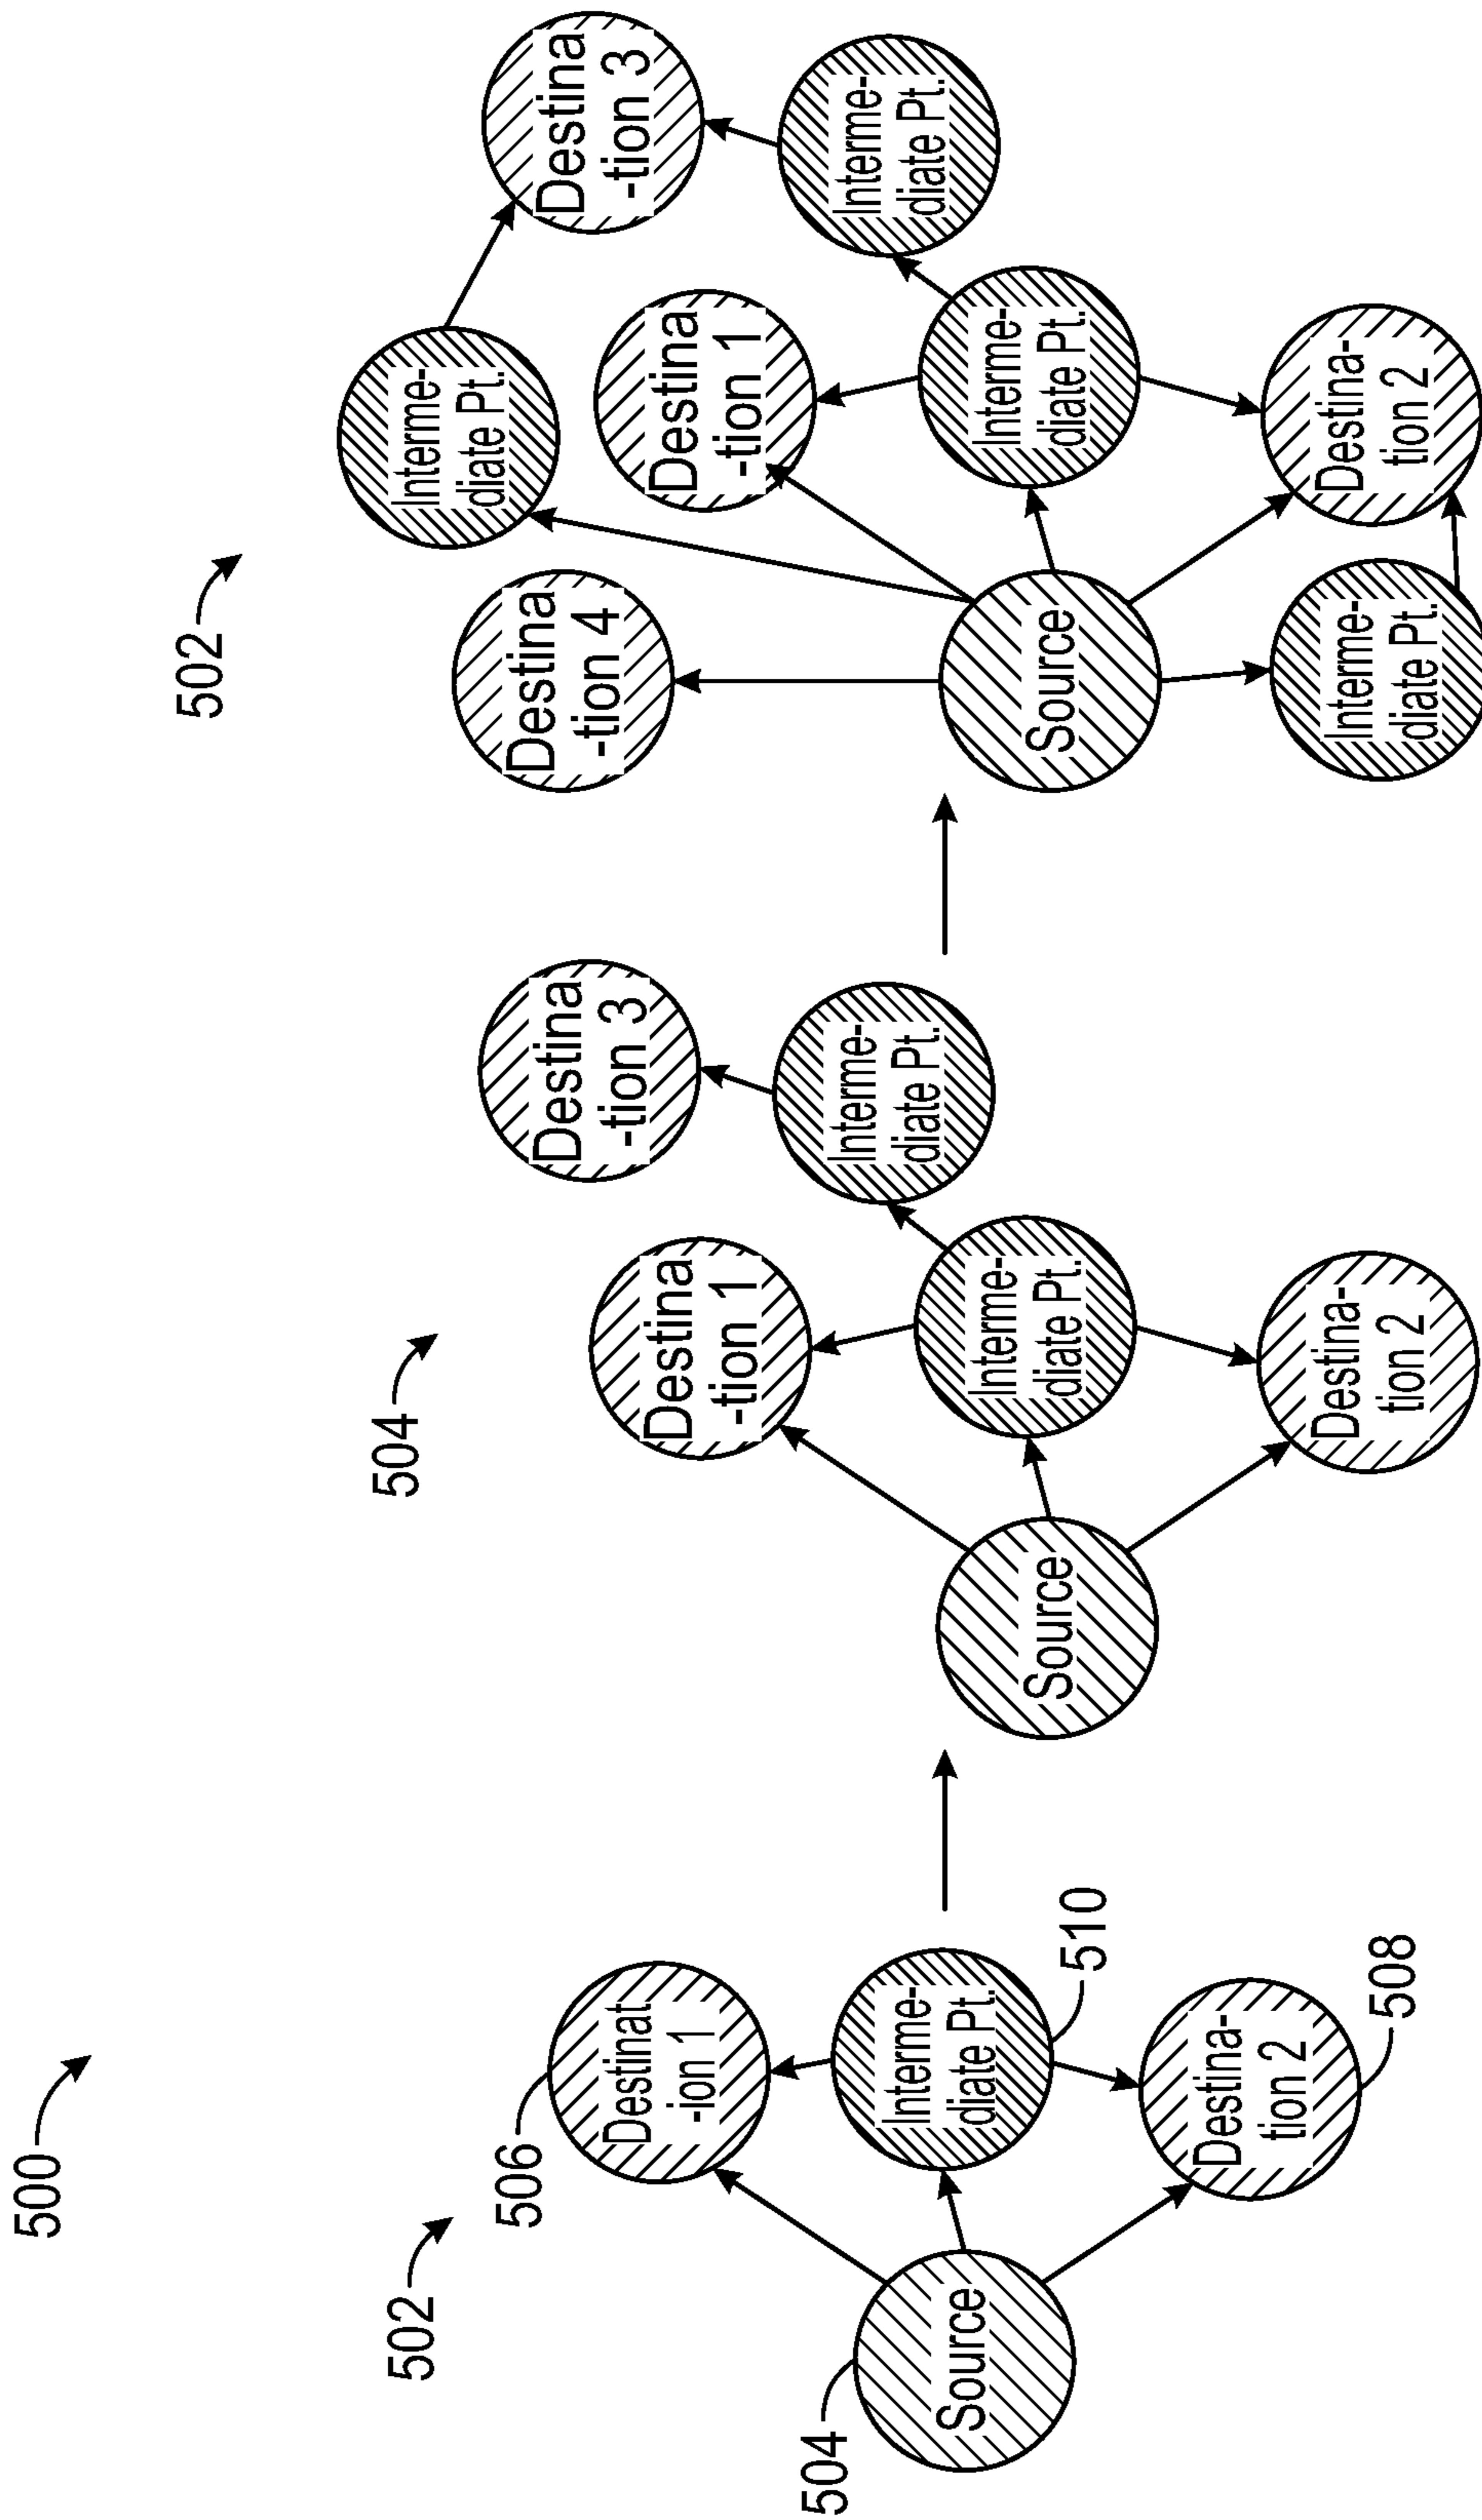 500
502
504
Source
506
Destinat
-ion 1
Interme-
diate Pt.
510
Destina-
tion 2
508
504
Source
Destina
-tion 1
Interme-
diate Pt.
Destina-
tion 2
Destina
-tion 3
Interme-
diate Pt.
502
Destina
-tion 4
Source
Interme-
diate Pt.
Interme-
diate Pt.
Destina
-tion 1
Interme-
diate Pt.
Destina-
tion 2
Destina
-tion 3
Interme-
diate Pt.